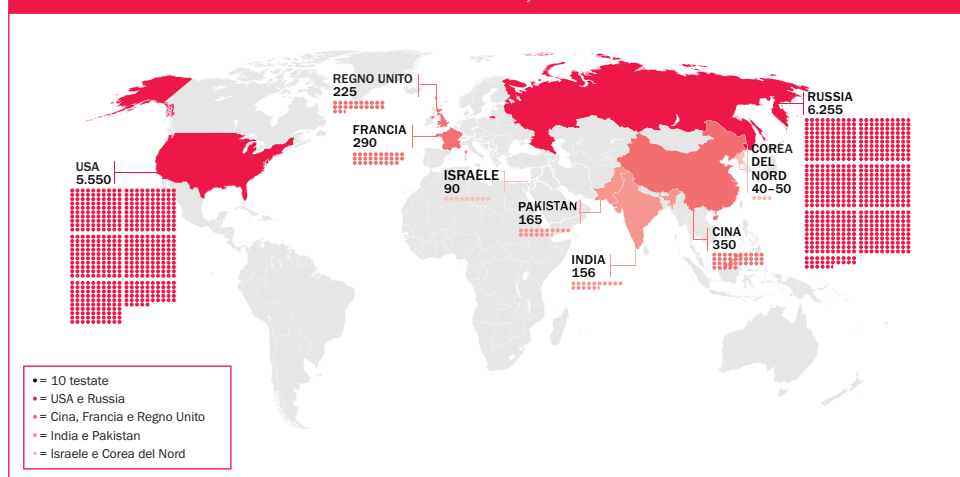 REGNO UNITO
225
FRANCIA
290
USA
5.550
ISRAELE
90
PAKISTAN
165
INDIA
156
RUSSIA
6.255
COREA
DEL
NORD
40–50
CINA
350
= 10 testate
= USA e Russia
= Cina, Francia e Regno Unito
= India e Pakistan
= Israele e Corea del Nord